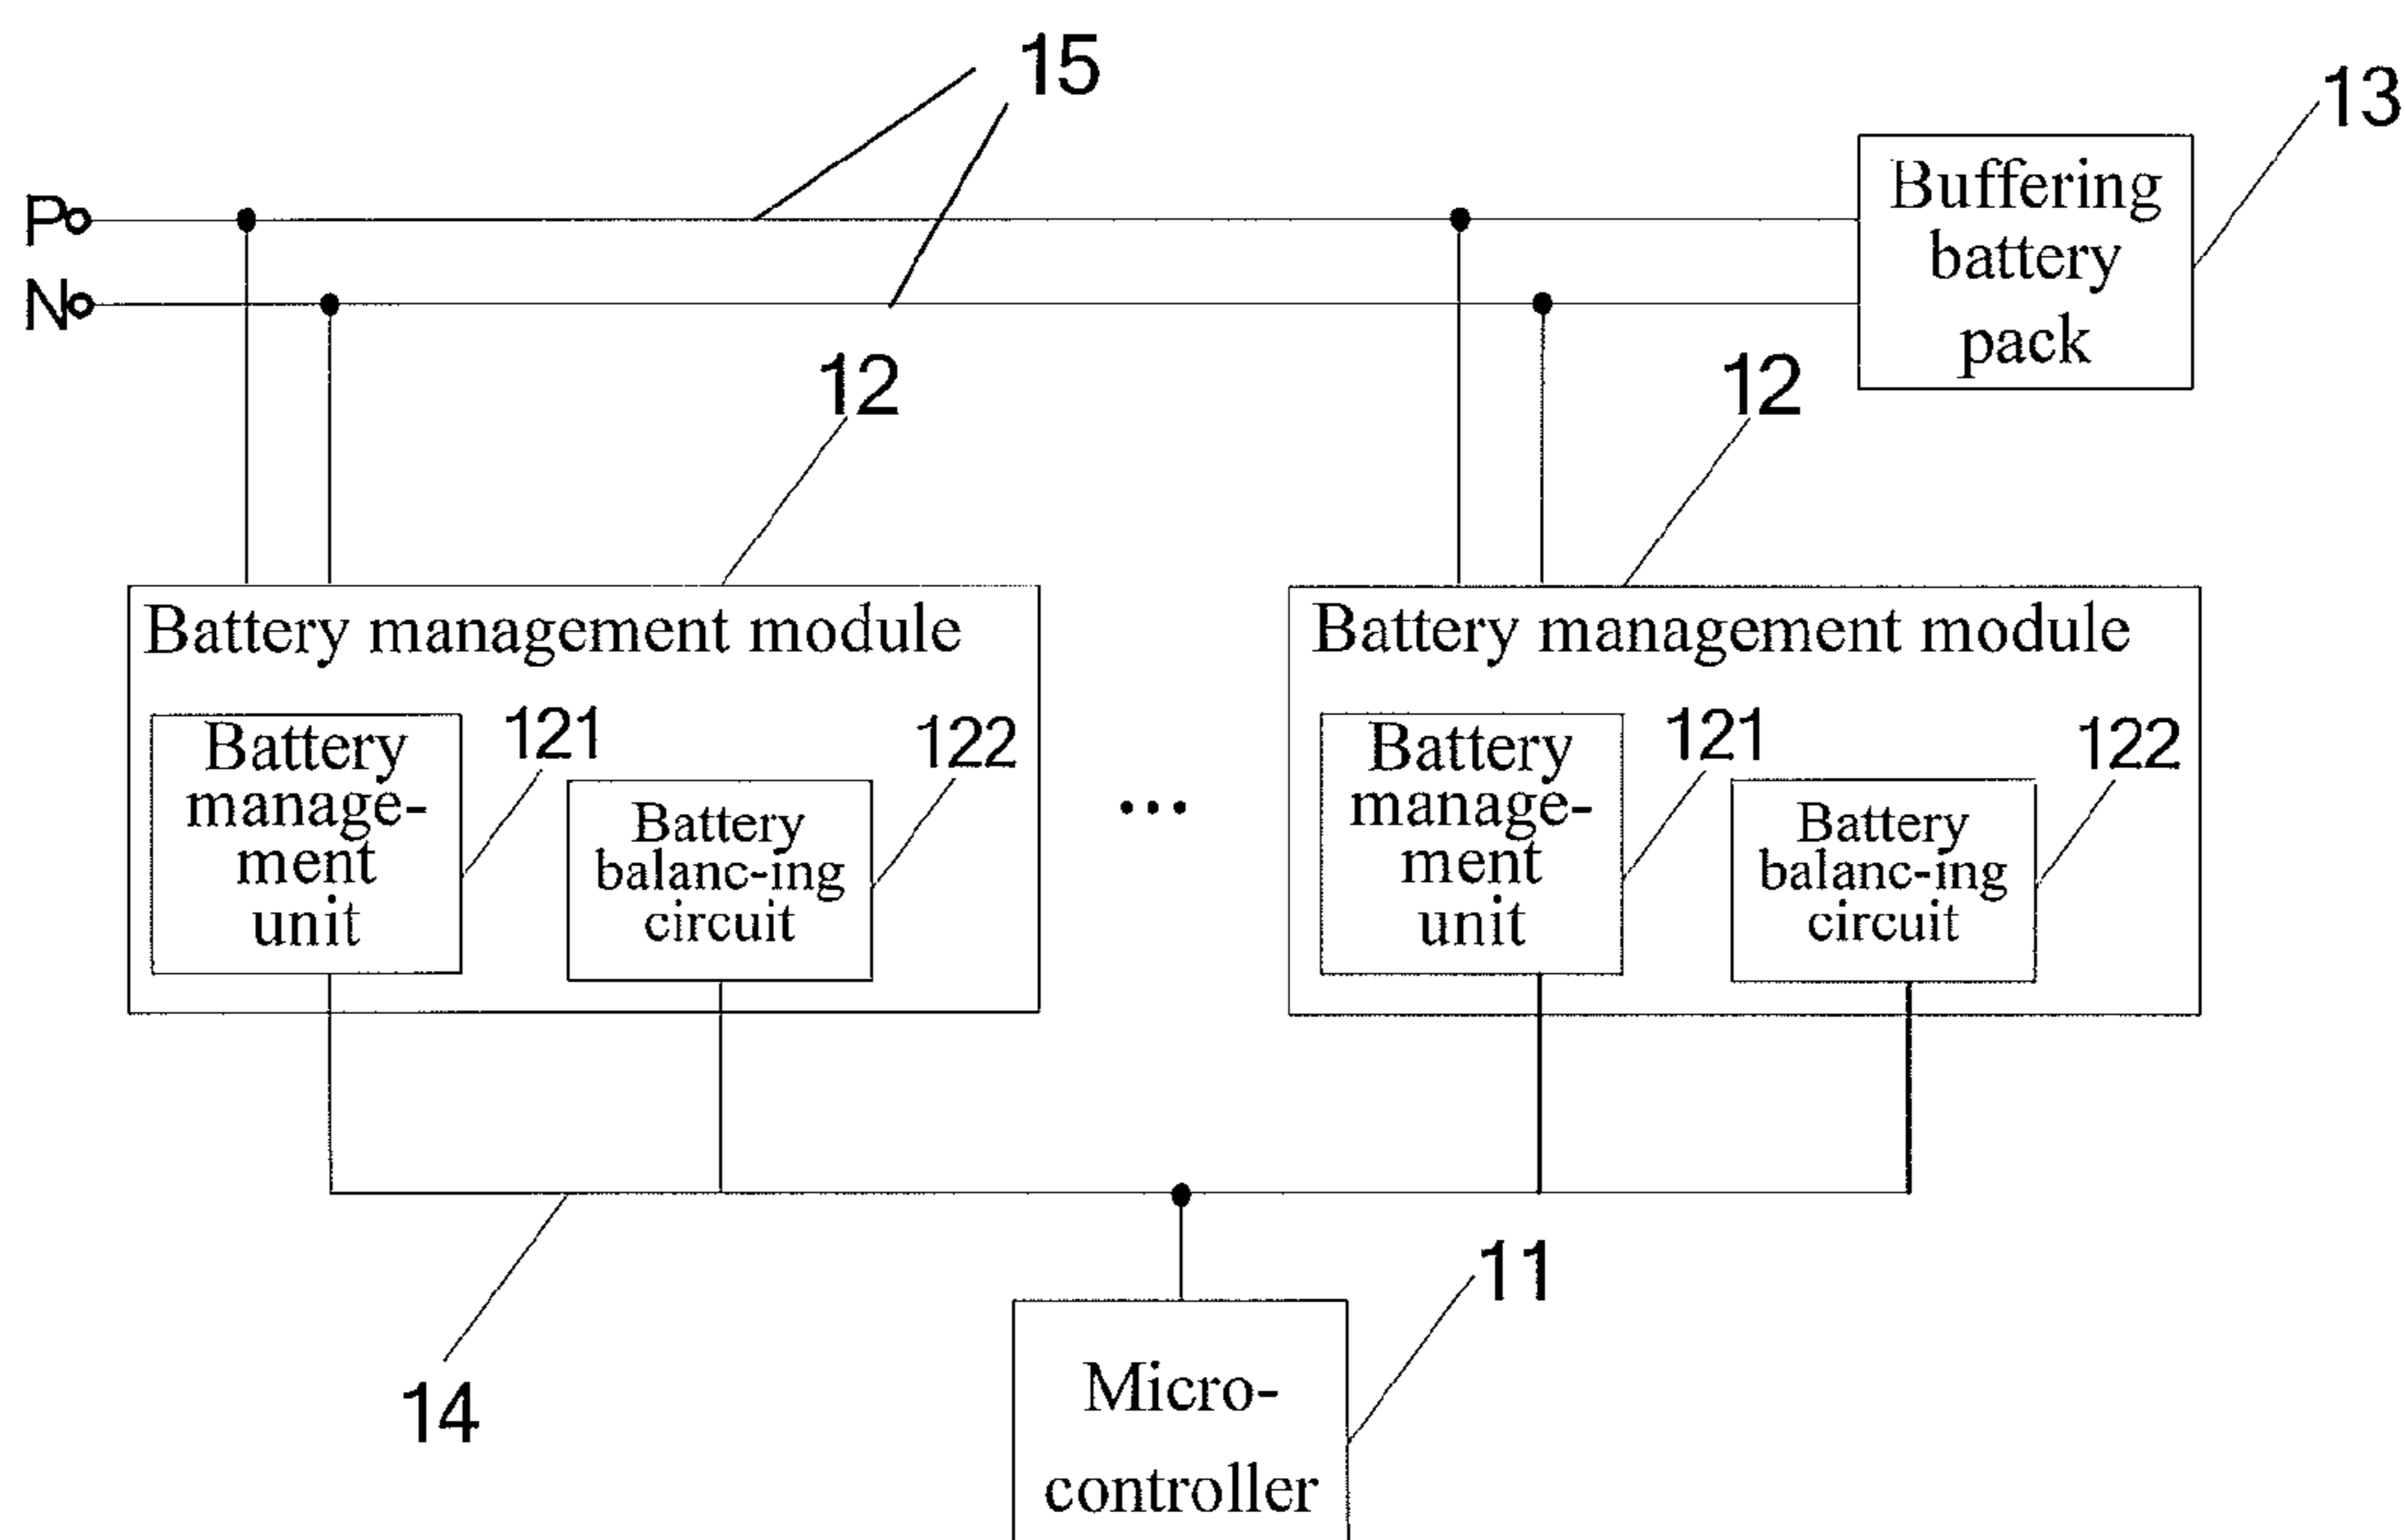 15
13
P
N
Buffering
battery
pack
12
12
Battery management module
Battery management module
121
122
Battery
manage-
ment
unit
Battery
balanc-ing
circuit
...
121
122
Battery
manage-
ment
unit
Battery
balanc-ing
circuit
14
11
Micro-
controller